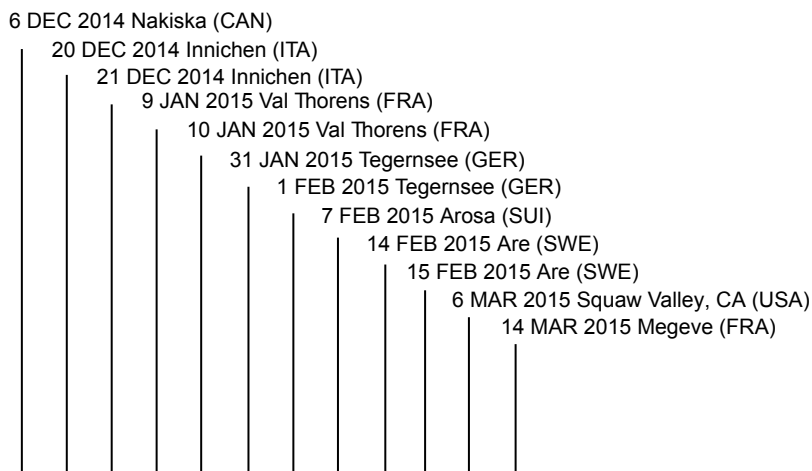 6 DEC 2014 Nakiska (CAN)
20 DEC 2014 Innichen (ITA)
21 DEC 2014 Innichen (ITA)
9 JAN 2015 Val Thorens (FRA)
10 JAN 2015 Val Thorens (FRA)
31 JAN 2015 Tegernsee (GER)
1 FEB 2015 Tegernsee (GER)
7 FEB 2015 Arosa (SUI)
14 FEB 2015 Are (SWE)
15 FEB 2015 Are (SWE)
6 MAR 2015 Squaw Valley, CA (USA)
14 MAR 2015 Megeve (FRA)